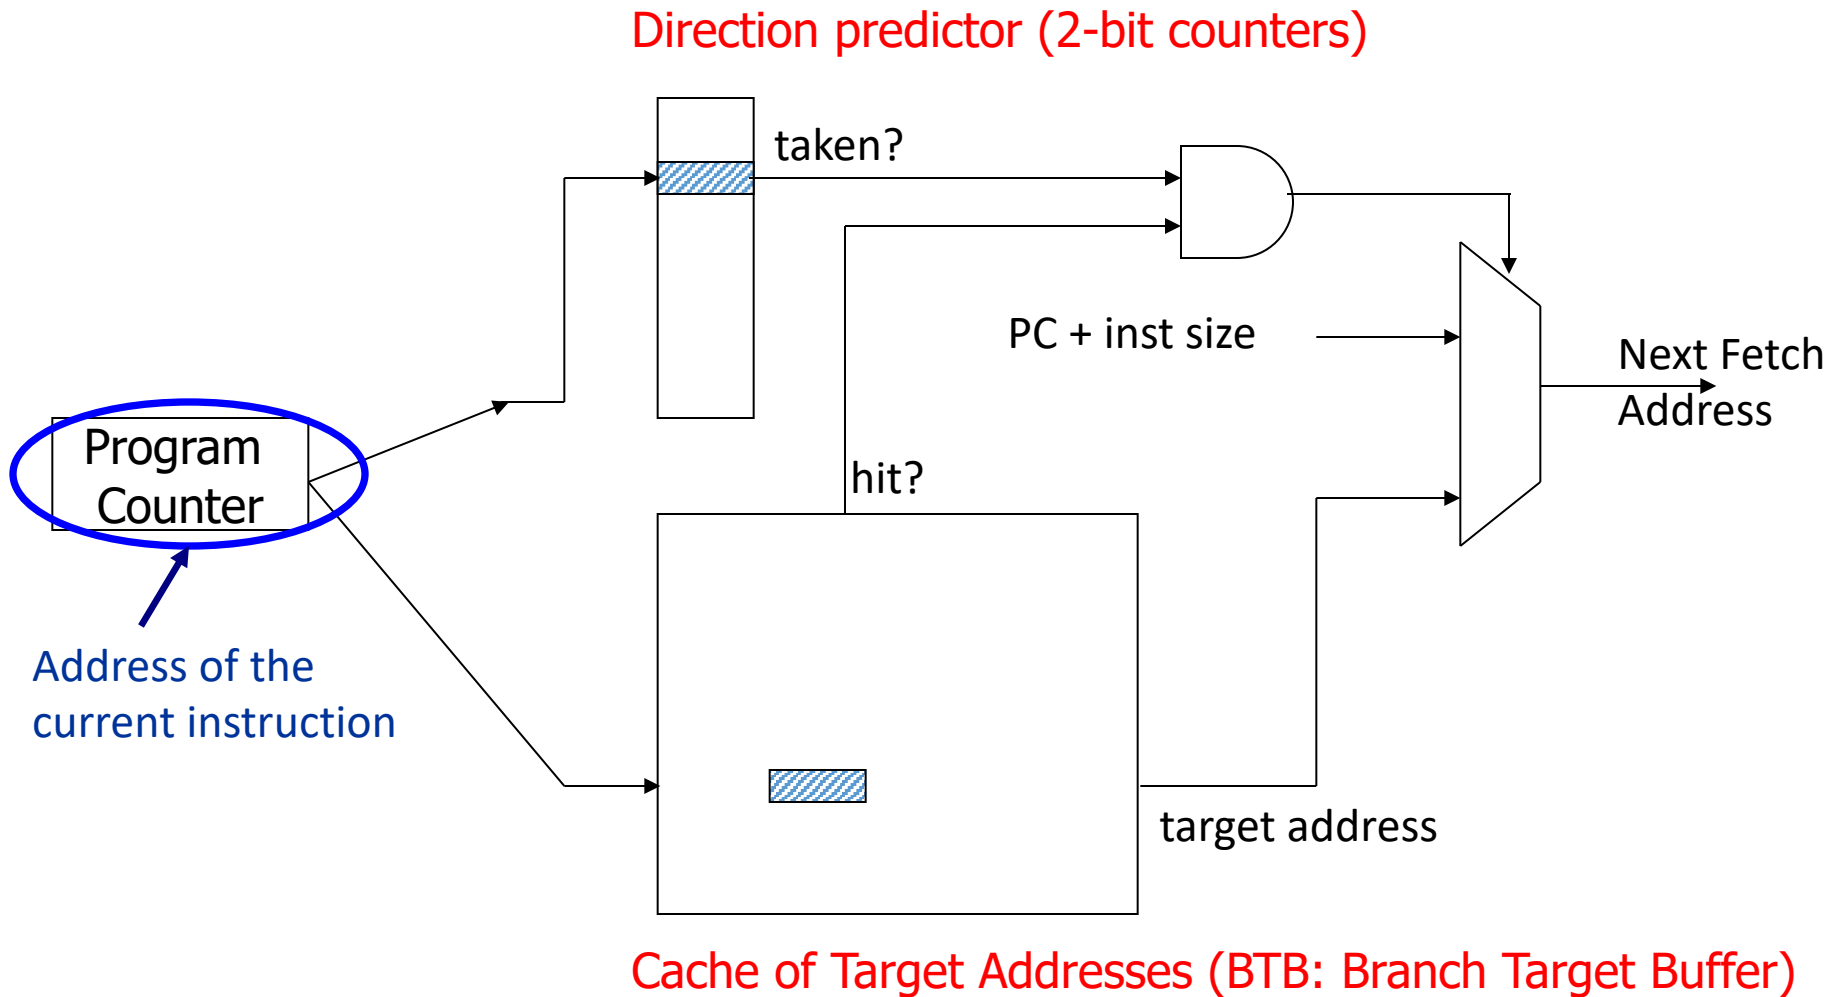 Direction predictor (2-bit counters)
taken?
PC + inst size
Next Fetch
Address
Program
Counter
hit?
Address of the
current instruction
target address
Cache of Target Addresses (BTB: Branch Target Buffer)